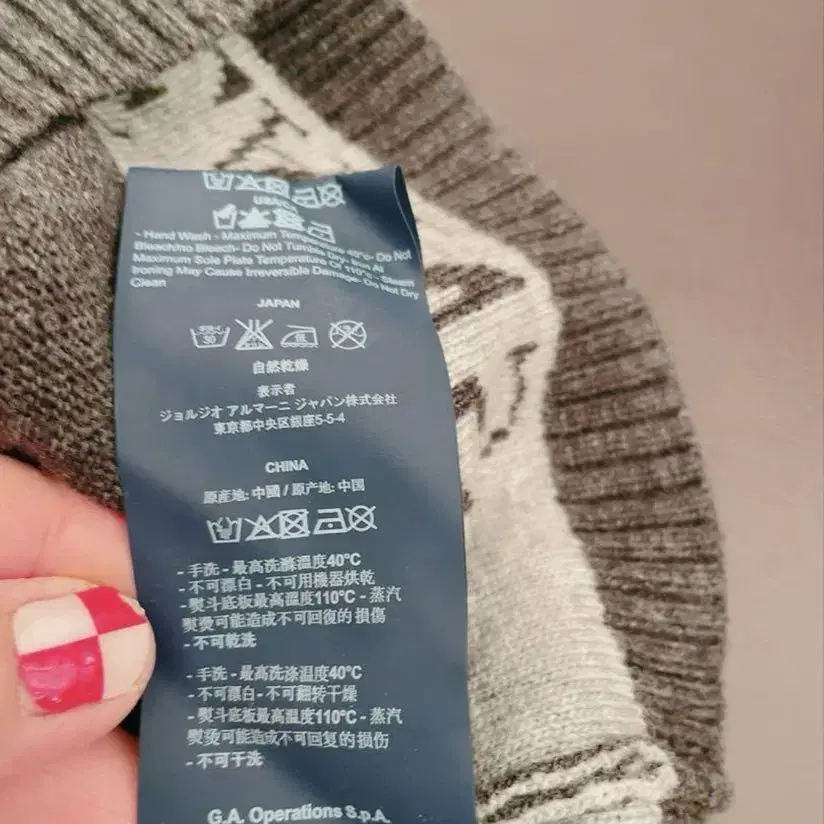 USA/CA
- Hand Wash - Maximum Temperature 40°c- Do Not
Bleach/no Bleach- Do Not Tumble Dry- Iron At
Maximum Sole Plate Temperature Of 110°c - Steam
Ironing May Cause Irreversible Damage- Do Not Dry
Clean
JAPAN
手洗イ
30
自然乾燥
表示者
ジョルジオ アルマーニ ジャパン株式会社
東京都中央区銀座5-5-4
CHINA
原産地: 中國 / 原产地: 中国
- 手洗 - 最高洗滌溫度40°C
- 不可漂白 - 不可用機器烘乾
- 熨斗底板最高溫度110°C - 蒸汽
熨燙可能造成不可回復的損傷
- 不可乾洗
- 手洗 - 最高洗涤温度40°C
- 不可漂白 - 不可翻转干燥
- 熨斗底板最高温度110°C - 蒸汽
熨烫可能造成不可回复的损伤
- 不可干洗
G.A. Operations S.p.A.